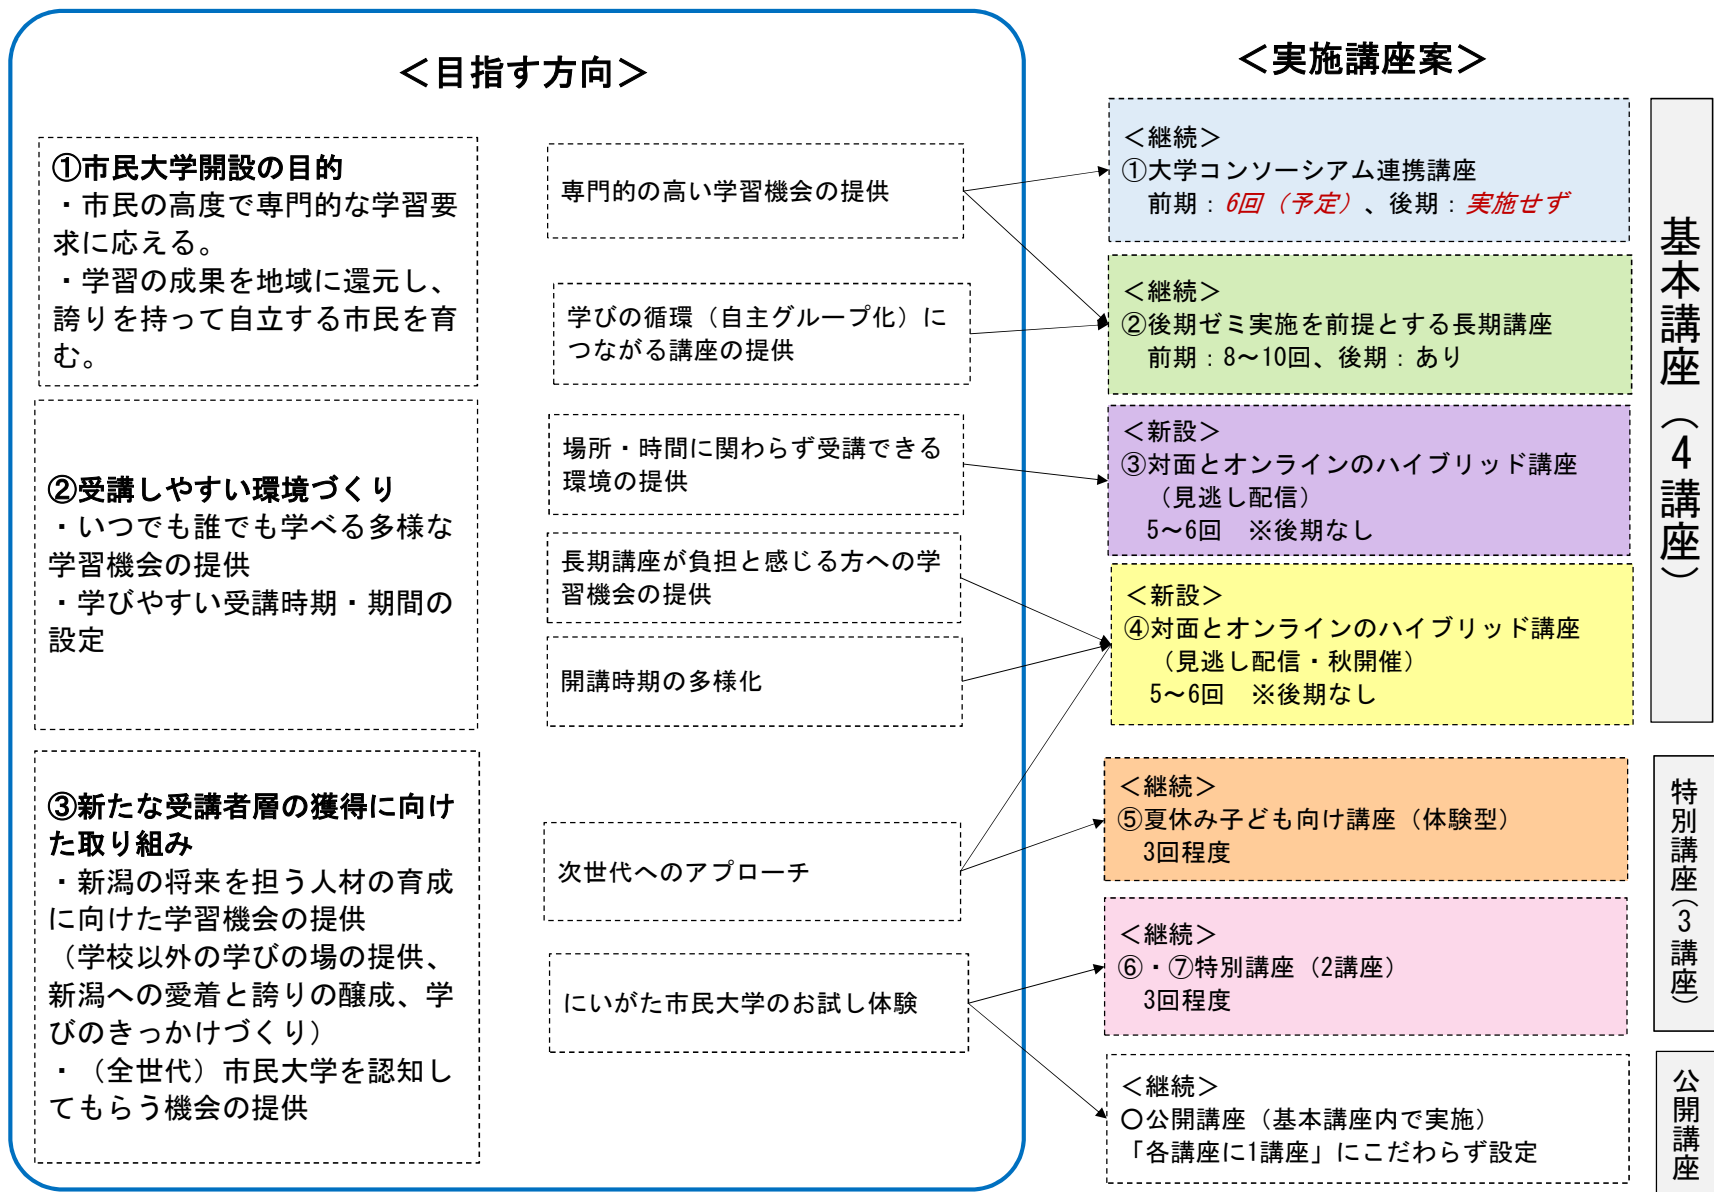 ＜目指す方向＞
①市民大学開設の目的
・市民の高度で専門的な学習要
求に応える。
・学習の成果を地域に還元し、
誇りを持って自立する市民を育
む。
②受講しやすい環境づくり
・いつでも誰でも学べる多様な
学習機会の提供
・学びやすい受講時期・期間の
設定
③新たな受講者層の獲得に向け
た取り組み
・新潟の将来を担う人材の育成
に向けた学習機会の提供
（学校以外の学びの場の提供、
新潟への愛着と誇りの醸成、学
びのきっかけづくり）
・（全世代）市民大学を認知し
てもらう機会の提供
専門的の高い学習機会の提供
学びの循環（自主グループ化）に
つながる講座の提供
場所・時間に関わらず受講できる
環境の提供
長期講座が負担と感じる方への学
習機会の提供
開講時期の多様化
次世代へのアプローチ
にいがた市民大学のお試し体験
＜実施講座案＞
＜継続＞
①大学コンソーシアム連携講座
前期：6回（予定）、後期：実施せず
＜継続＞
②後期ゼミ実施を前提とする長期講座
前期：8～10回、後期：あり
＜新設＞
③対面とオンラインのハイブリッド講座
（見逃し配信）
5～6回　※後期なし
＜新設＞
④対面とオンラインのハイブリッド講座
（見逃し配信・秋開催）
5～6回　※後期なし
＜継続＞
⑤夏休み子ども向け講座（体験型）
3回程度
＜継続＞
⑥・⑦特別講座（2講座）
3回程度
＜継続＞
〇公開講座（基本講座内で実施）
「各講座に1講座」にこだわらず設定
基本講座（4講座）
特別講座（3講座）
公開講座